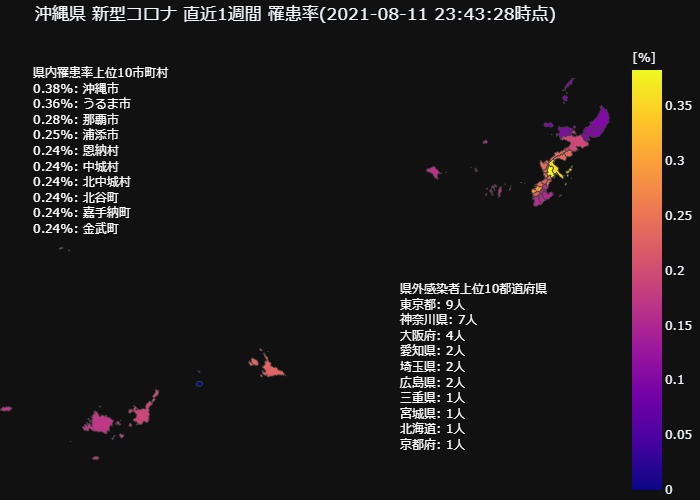 沖縄県 新型コロナ 直近1週間 罹患率(2021-08-11 23:43:28時点)
[%]
県内罹患率上位10市町村
0.38%: 沖縄市
0.36%: うるま市
0.28%: 那覇市
0.25%: 浦添市
0.24%: 恩納村
0.24%: 中城村
0.24%: 北中城村
0.24%: 北谷町
0.24%: 嘉手納町
0.24%: 金武町
県外感染者上位10都道府県
東京都: 9人
神奈川県: 7人
大阪府: 4人
愛知県: 2人
埼玉県: 2人
広島県: 2人
三重県: 1人
宮城県: 1人
北海道: 1人
京都府: 1人
0.35
0.3
0.25
0.2
0.15
0.1
0.05
0